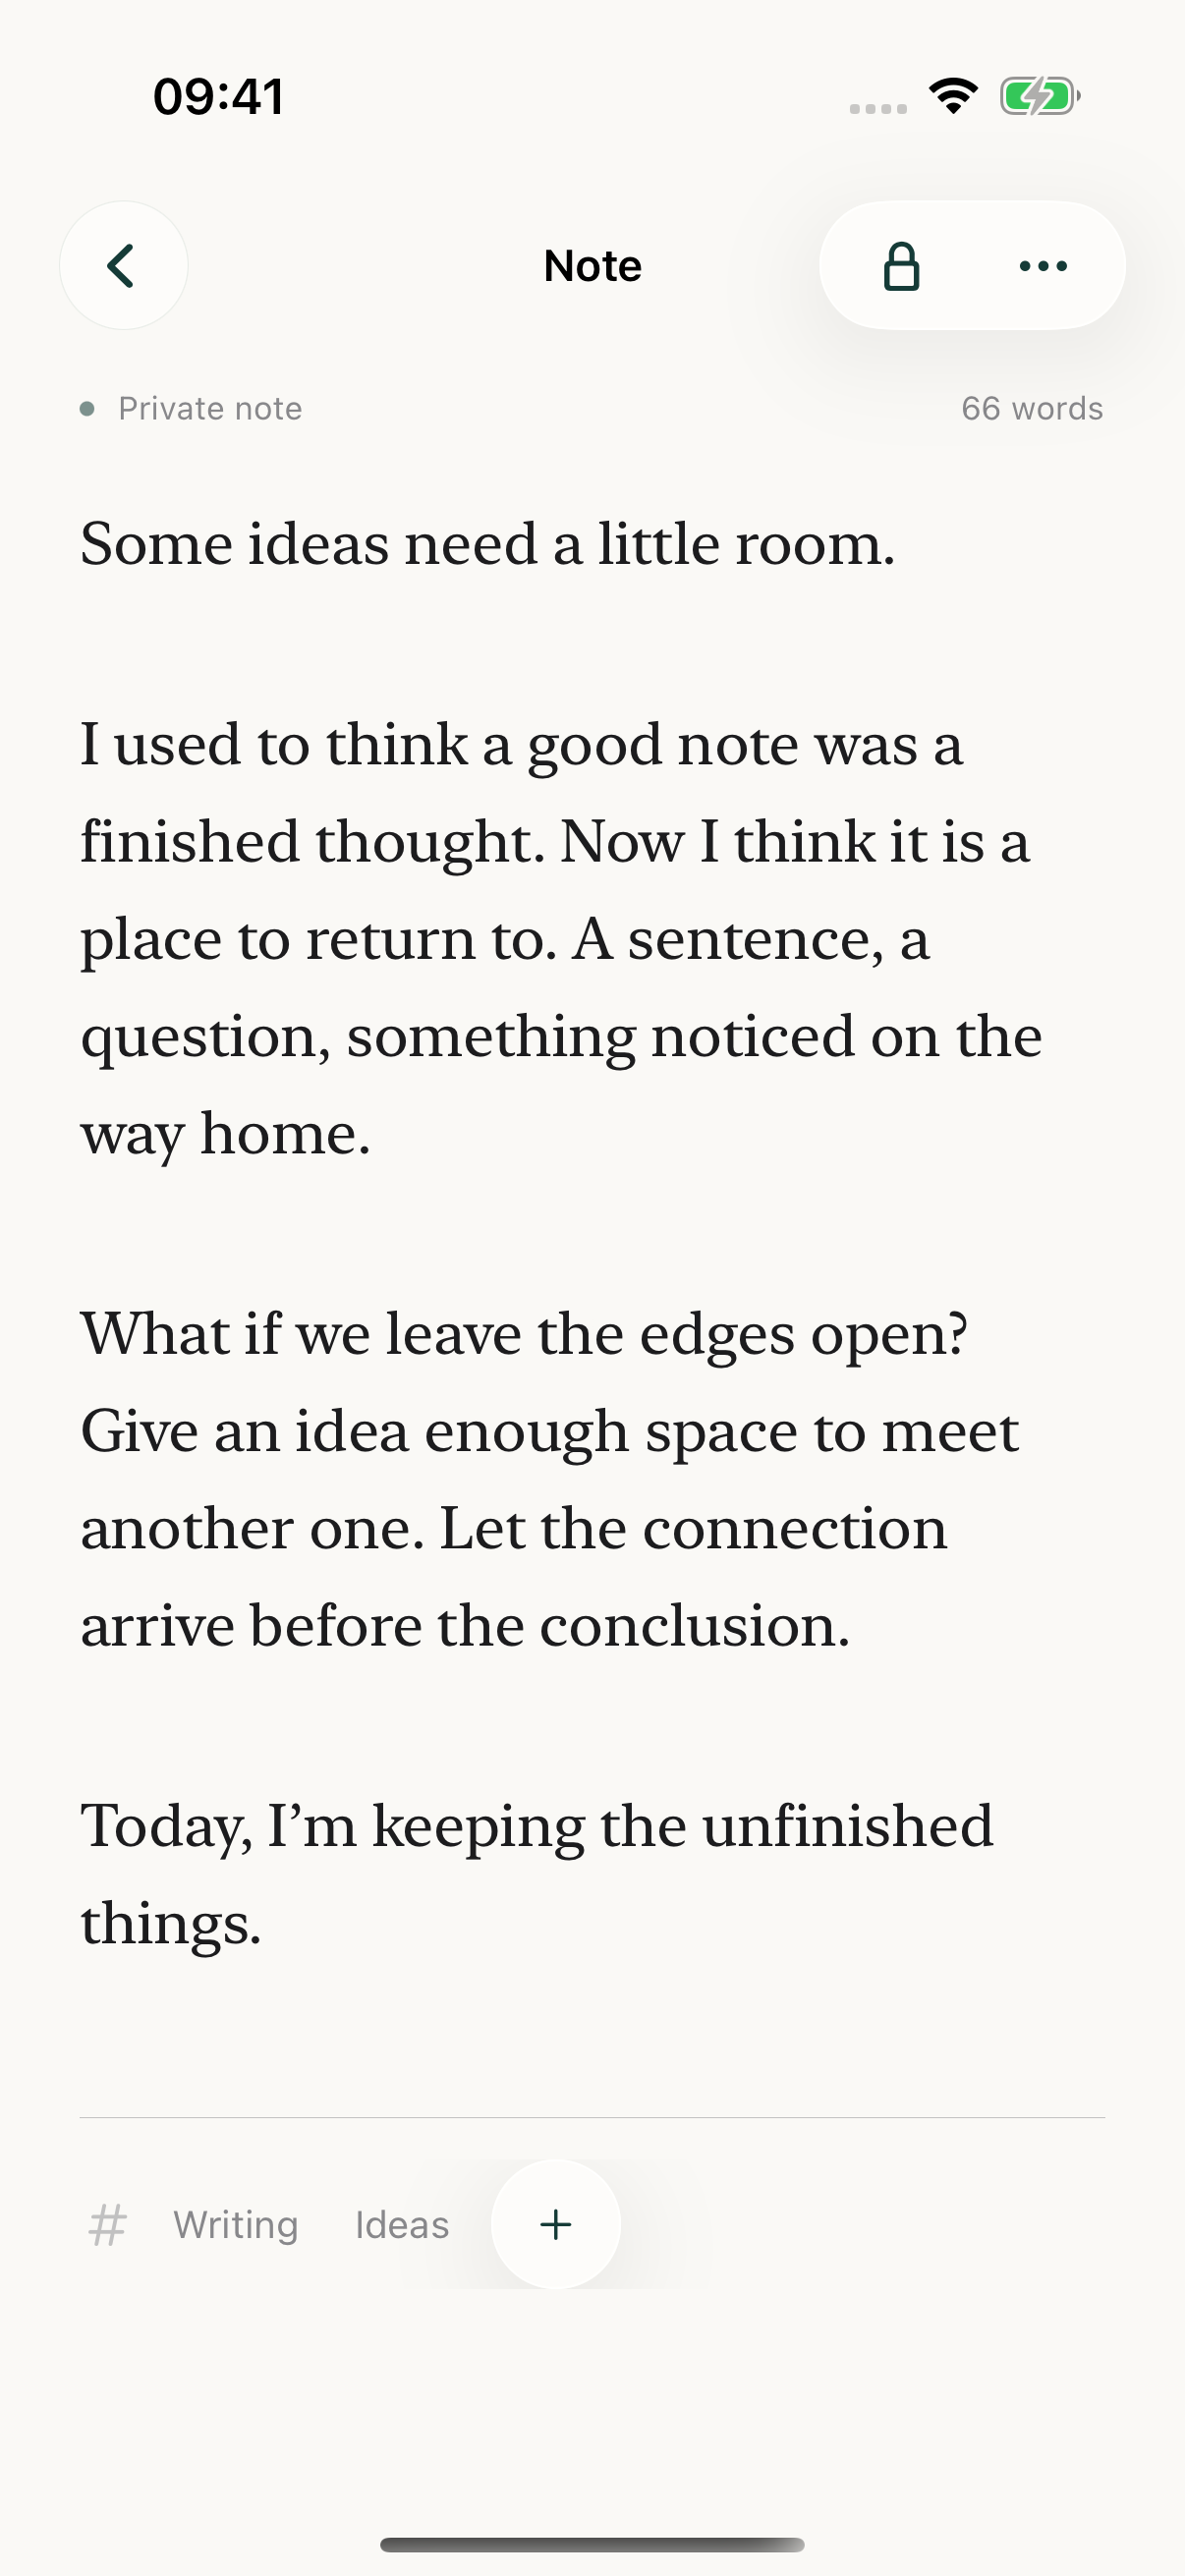 09:41
Note
Private note
66 words
Some ideas need a little room.
I used to think a good note was a
finished thought. Now I think it is a
place to return to. A sentence, a
question, something noticed on the
way home.
What if we leave the edges open?
Give an idea enough space to meet
another one. Let the connection
arrive before the conclusion.
Today, I’m keeping the unfinished
things.
# Writing Ideas +